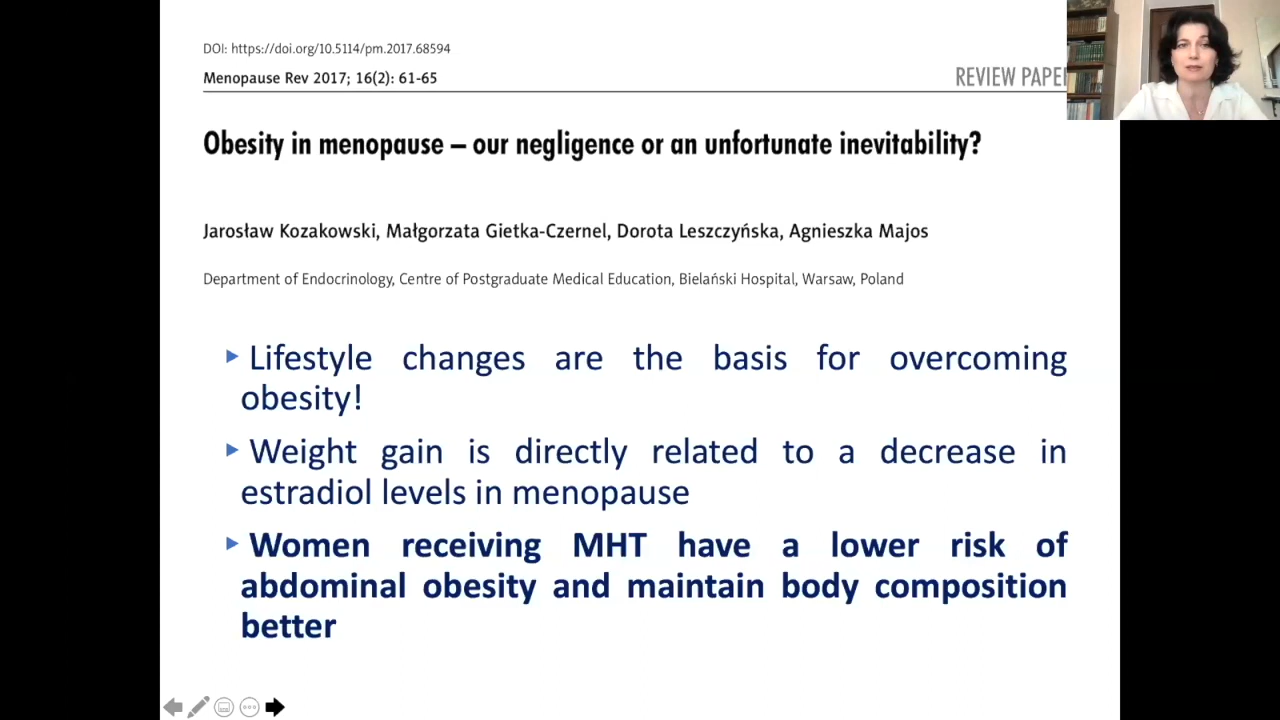 DOI: https://doi.org/10.5114/pm.2017.68594
Menopause Rev 2017; 16(2): 61-65
REVIEW PAPE
Obesity in menopause – our negligence or an unfortunate inevitability?
Jarosław Kozakowski, Małgorzata Gietka-Czernel, Dorota Leszczyńska, Agnieszka Majos
Department of Endocrinology, Centre of Postgraduate Medical Education, Bielański Hospital, Warsaw, Poland
Lifestyle changes are the basis for overcoming
obesity!
Weight gain is directly related to a decrease in
estradiol levels in menopause
Women receiving MHT have a lower risk of
abdominal obesity and maintain body composition
better